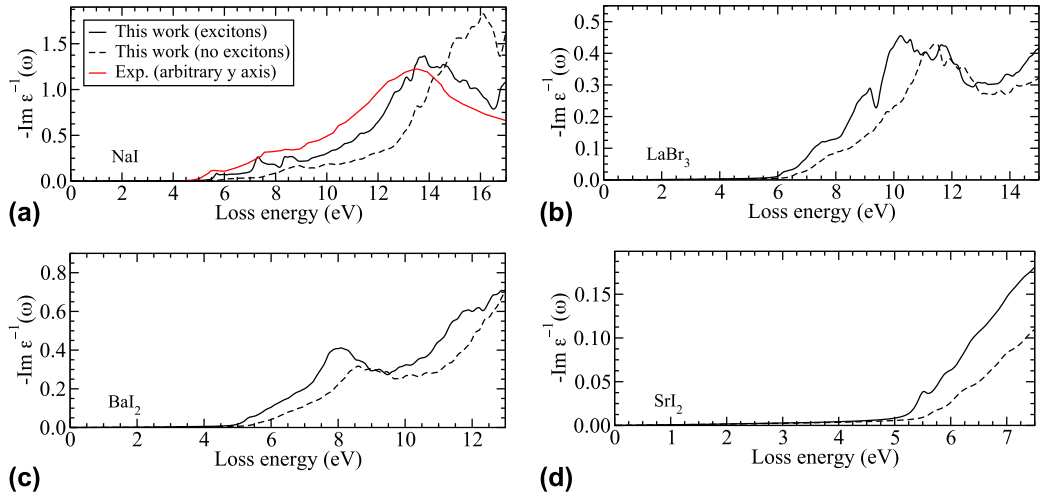 This work (excitons)
This work (no excitons)
Exp. (arbitrary y axis)
-Im ε⁻¹(ω)
1.5
1.0
0.5
0.0
NaI
0 2 4 6 8 10 12 14 16
Loss energy (eV)
(a)
-Im ε⁻¹(ω)
0.5
0.4
0.3
0.2
0.1
0
LaBr₃
0 2 4 6 8 10 12 14
Loss energy (eV)
(b)
-Im ε⁻¹(ω)
0.8
0.6
0.4
0.2
0.0
BaI₂
0 2 4 6 8 10 12
Loss energy (eV)
(c)
-Im ε⁻¹(ω)
0.15
0.10
0.05
0.00
SrI₂
0 1 2 3 4 5 6 7
Loss energy (eV)
(d)